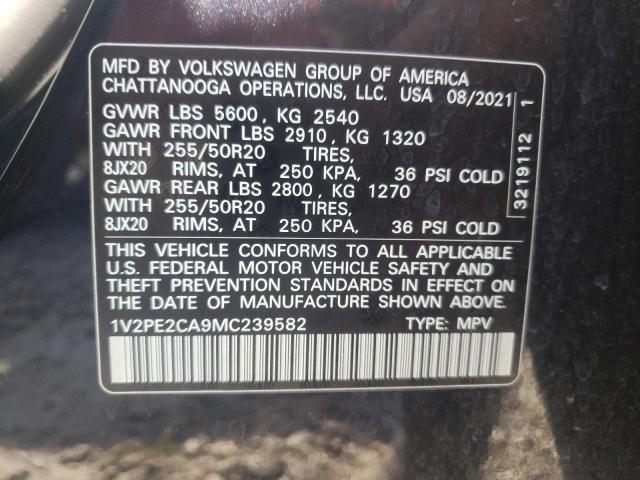 MFD BY VOLKSWAGEN GROUP OF AMERICA
CHATTANOOGA OPERATIONS, LLC. USA 08/2021
GVWR LBS 5600, KG 2540
GAWR FRONT LBS 2910, KG 1320
WITH 255/50R20 TIRES,
8JX20 RIMS, AT 250 KPA, 36 PSI COLD
GAWR REAR LBS 2800, KG 1270
WITH 255/50R20 TIRES,
8JX20 RIMS, AT 250 KPA, 36 PSI COLD
THIS VEHICLE CONFORMS TO ALL APPLICABLE
U.S. FEDERAL MOTOR VEHICLE SAFETY AND
THEFT PREVENTION STANDARDS IN EFFECT ON
THE DATE OF MANUFACTURE SHOWN ABOVE.
1V2PE2CA9MC239582 TYPE: MPV
3219112 1